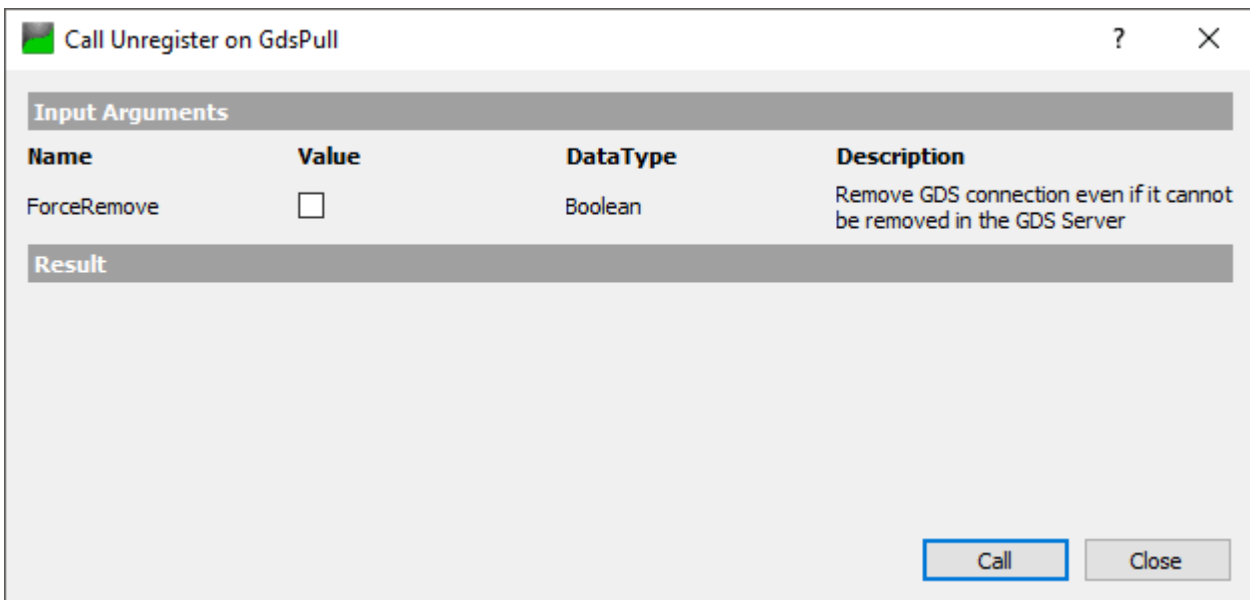 Call Unregister on GdsPull ? X
Input Arguments
Name Value DataType Description
ForceRemove Boolean Remove GDS connection even if it cannot
be removed in the GDS Server
Result
Call Close